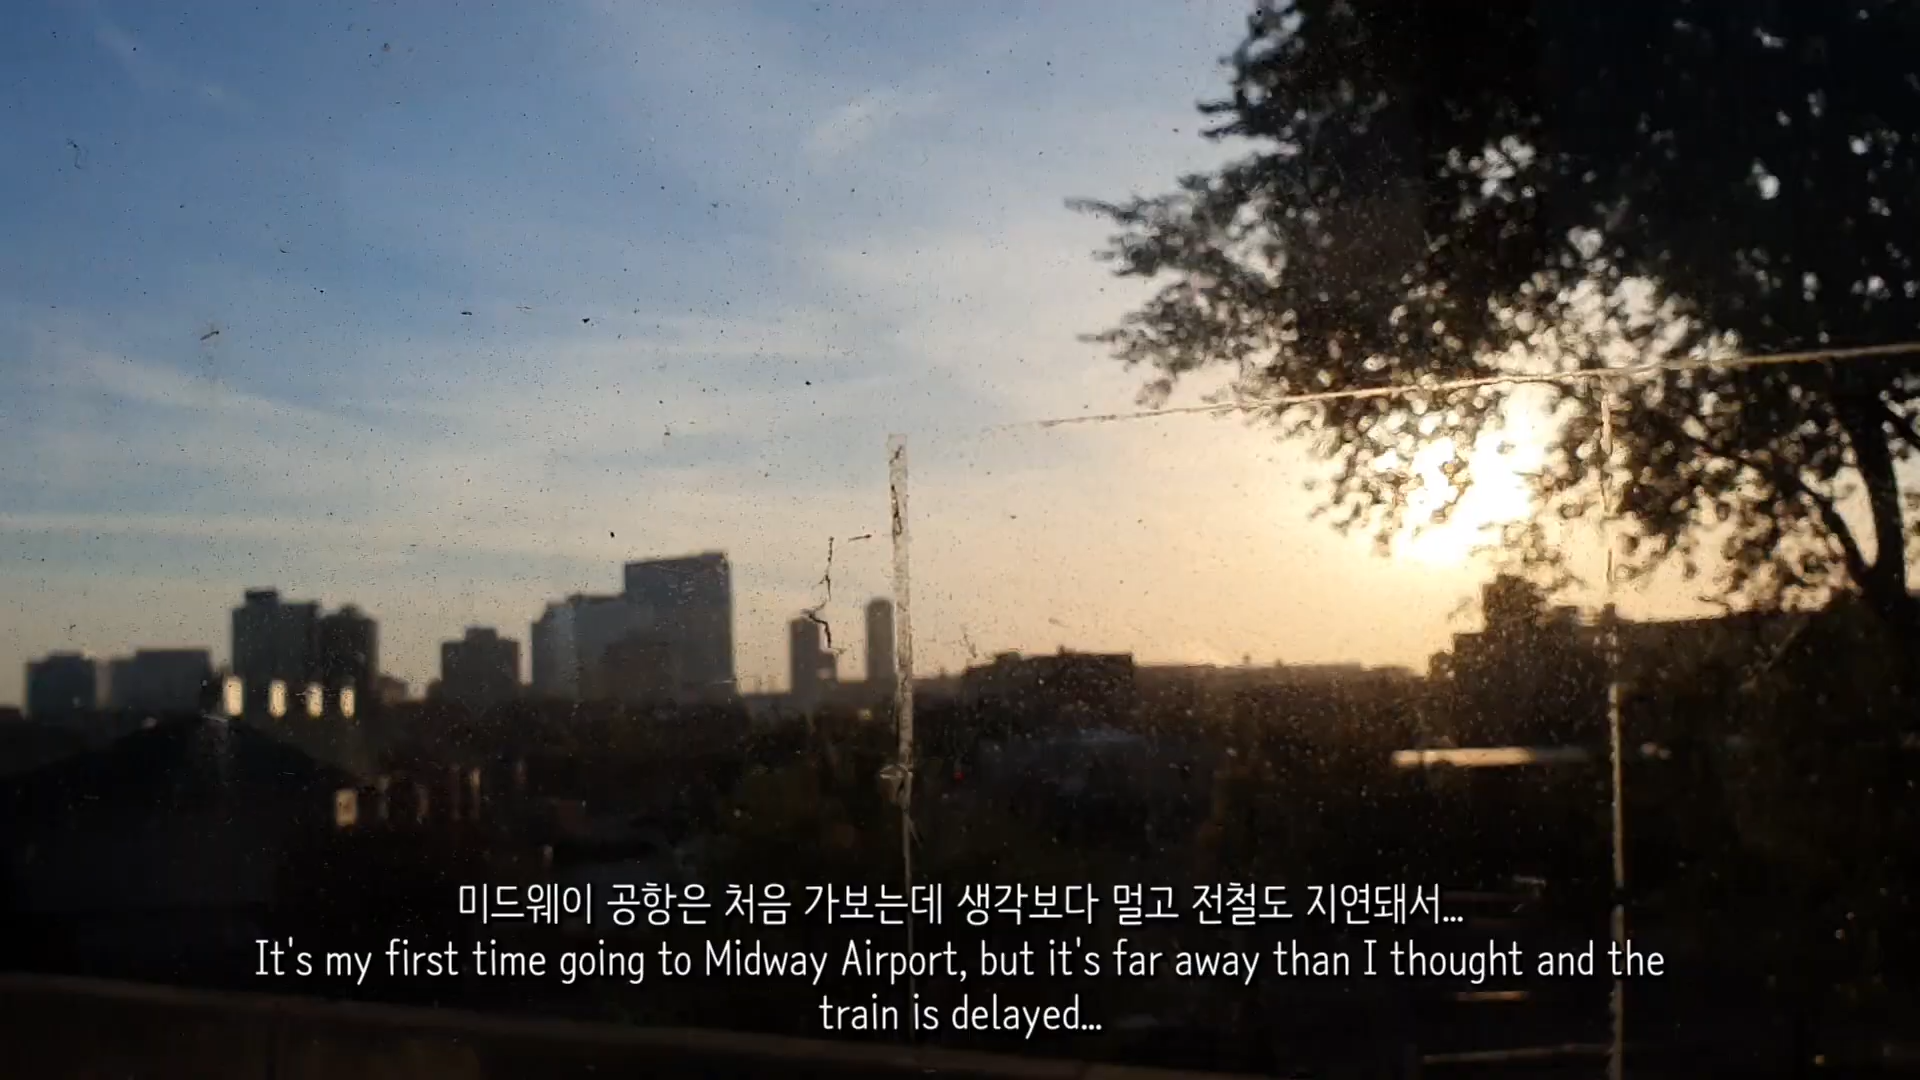 미드웨이 공항은 처음 가보는데 생각보다 멀고 전철도 지연돼서...
It's my first time going to Midway Airport, but it's far away than I thought and the
train is delayed...